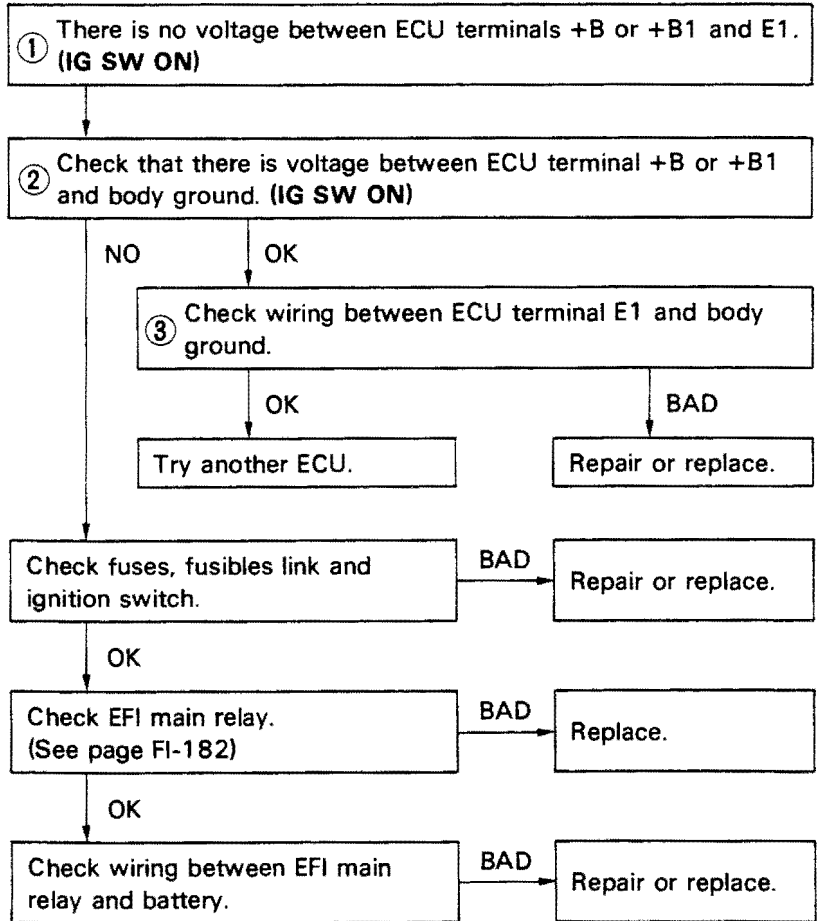 ① There is no voltage between ECU terminals +B or +B1 and E1.
(IG SW ON)
② Check that there is voltage between ECU terminal +B or +B1
and body ground. (IG SW ON)
NO
OK
③ Check wiring between ECU terminal E1 and body
ground.
OK
BAD
Try another ECU.
Repair or replace.
Check fuses, fusibles link and
ignition switch.
BAD
Repair or replace.
OK
Check EFI main relay.
(See page FI-182)
BAD
Replace.
OK
Check wiring between EFI main
relay and battery.
BAD
Repair or replace.